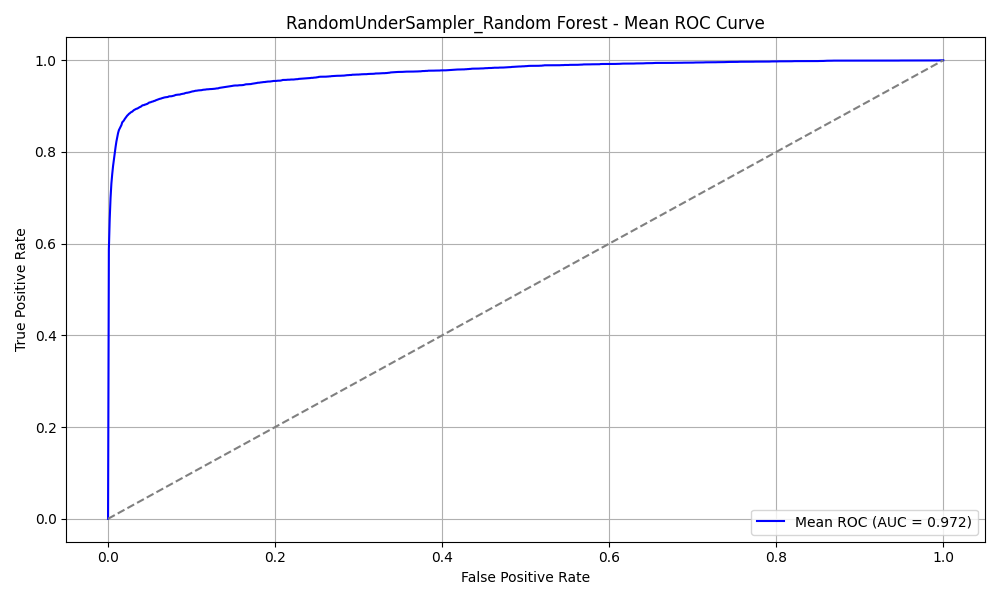 RandomUnderSampler_Random Forest - Mean ROC Curve
True Positive Rate
1.0
0.8
0.6
0.4
0.2
0.0
Mean ROC (AUC = 0.972)
0.0 0.2 0.4 0.6 0.8 1.0
False Positive Rate